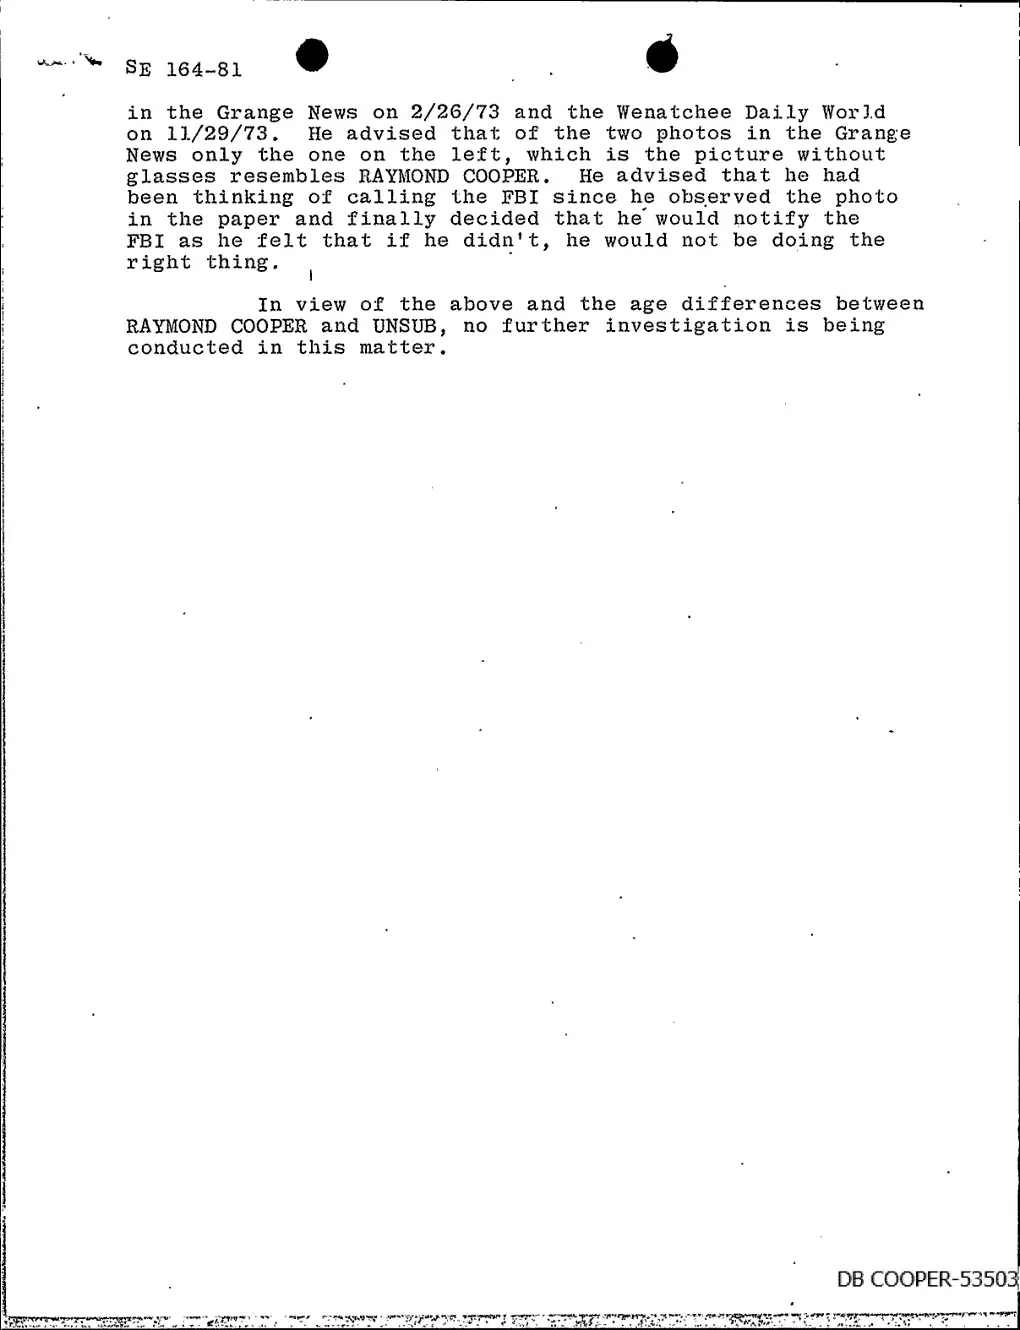 SE 164-81
in the Grange News on 2/26/73 and the Wenatchee Daily World
on 11/29/73. He advised that of the two photos in the Grange
News only the one on the left, which is the picture without
glasses resembles RAYMOND COOPER. He advised that he had
been thinking of calling the FBI since he observed the photo
in the paper and finally decided that he would notify the
FBI as he felt that if he didn't, he would not be doing the
right thing.
In view of the above and the age differences between
RAYMOND COOPER and UNSUB, no further investigation is being
conducted in this matter.
DB COOPER-53503